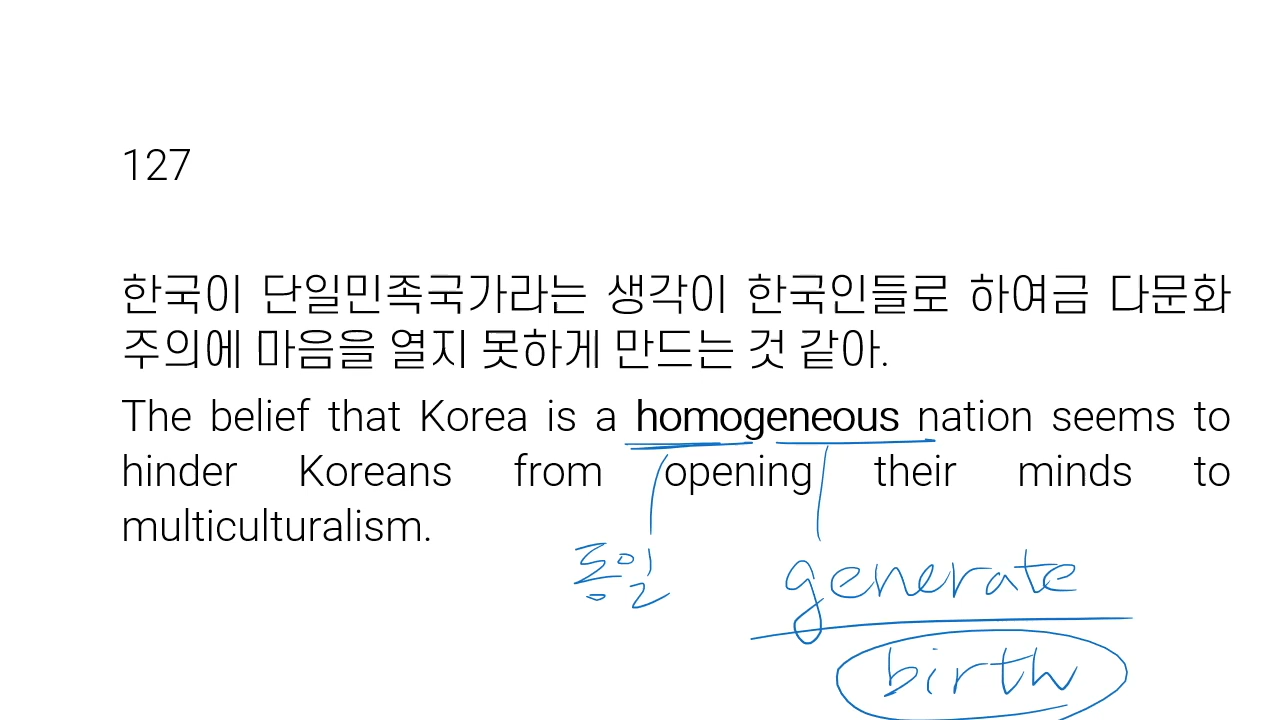 127
한국이 단일민족국가라는 생각이 한국인들로 하여금 다문화
주의에 마음을 열지 못하게 만드는 것 같아.
The belief that Korea is a homogeneous nation seems to
hinder Koreans from opening their minds to
multiculturalism.
동일 generate
birth